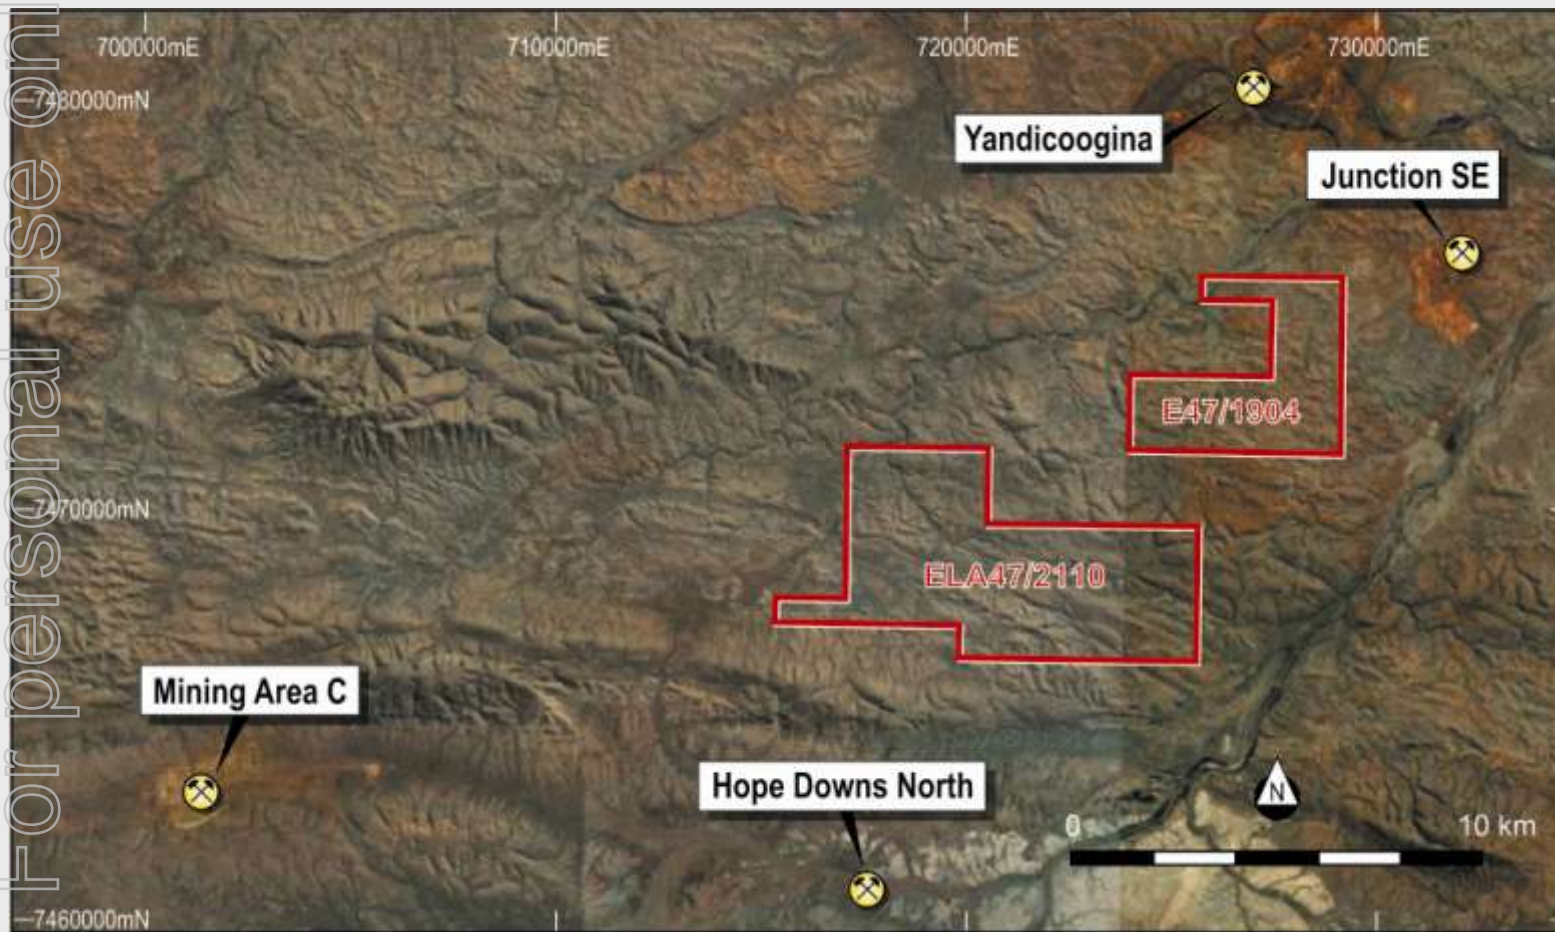 700000mE
710000mE
720000mE
730000mE
7480000mN
Yandicoogina
Junction SE
E47/1904
7470000mN
ELA47/2110
Mining Area C
Hope Downs North
N
0
10 km
7460000mN
For personal use onl